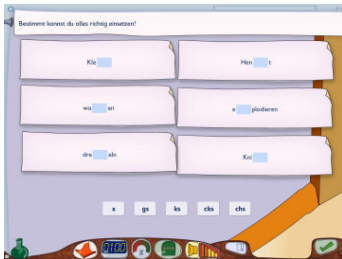 Bestimmt kannst du alles richtig einsetzen!
Kle
Hen t
wa en
e plodieren
dre eln
Kni
x gs ks cks chs